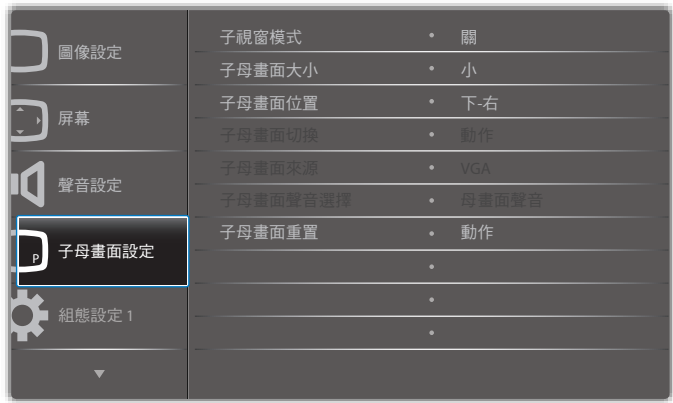 圖像設定
屏幕
聲音設定
P
子母畫面設定
組態設定 1
子視窗模式 • 關
子母畫面大小 • 小
子母畫面位置 • 下-右
子母畫面切換 • 動作
子母畫面來源 • VGA
子母畫面聲音選擇 • 母畫面聲音
子母畫面重置 • 動作